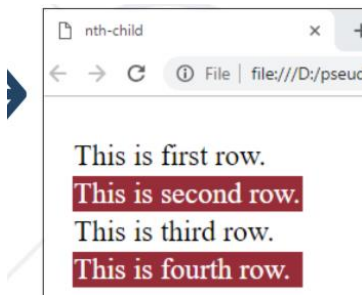 nth-child
File | file:///D:/pseud
This is first row.
This is second row.
This is third row.
This is fourth row.